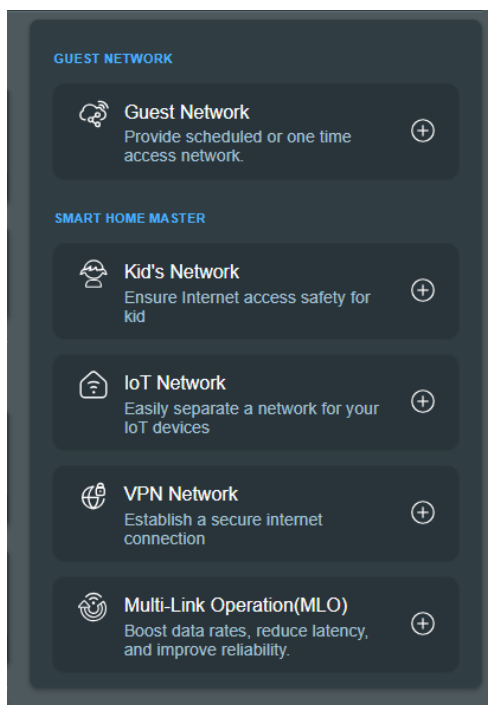 GUEST NETWORK
Guest Network
Provide scheduled or one time
access network.
SMART HOME MASTER
Kid's Network
Ensure Internet access safety for
kid
IoT Network
Easily separate a network for your
IoT devices
VPN Network
Establish a secure internet
connection
Multi-Link Operation(MLO)
Boost data rates, reduce latency,
and improve reliability.